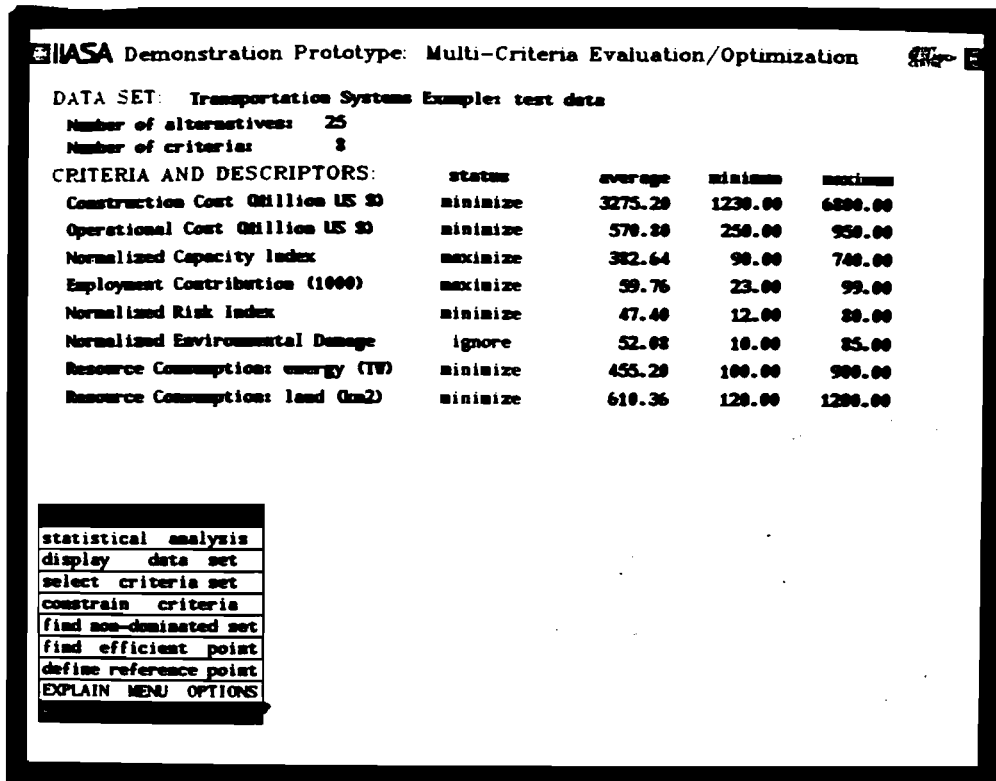 IIASA Demonstration Prototype: Multi-Criteria Evaluation/Optimization
DATA SET: Transportation Systems Example: test data
Number of alternatives: 25
Number of criteria: 8
CRITERIA AND DESCRIPTORS: status average minimum maximum
Construction Cost (Million US $) minimize 3275.20 1230.00 6800.00
Operational Cost (Million US $) minimize 570.80 250.00 950.00
Normalized Capacity Index maximize 382.64 90.00 740.00
Employment Contribution (1000) maximize 59.76 23.00 99.00
Normalized Risk Index minimize 47.40 12.00 80.00
Normalized Environmental Damage ignore 52.08 10.00 85.00
Resource Consumption: energy (TW) minimize 455.20 100.00 900.00
Resource Consumption: land (km2) minimize 610.36 120.00 1200.00
statistical analysis
display data set
select criteria set
constrain criteria
find non-dominated set
find efficient point
define reference point
EXPLAIN MENU OPTIONS